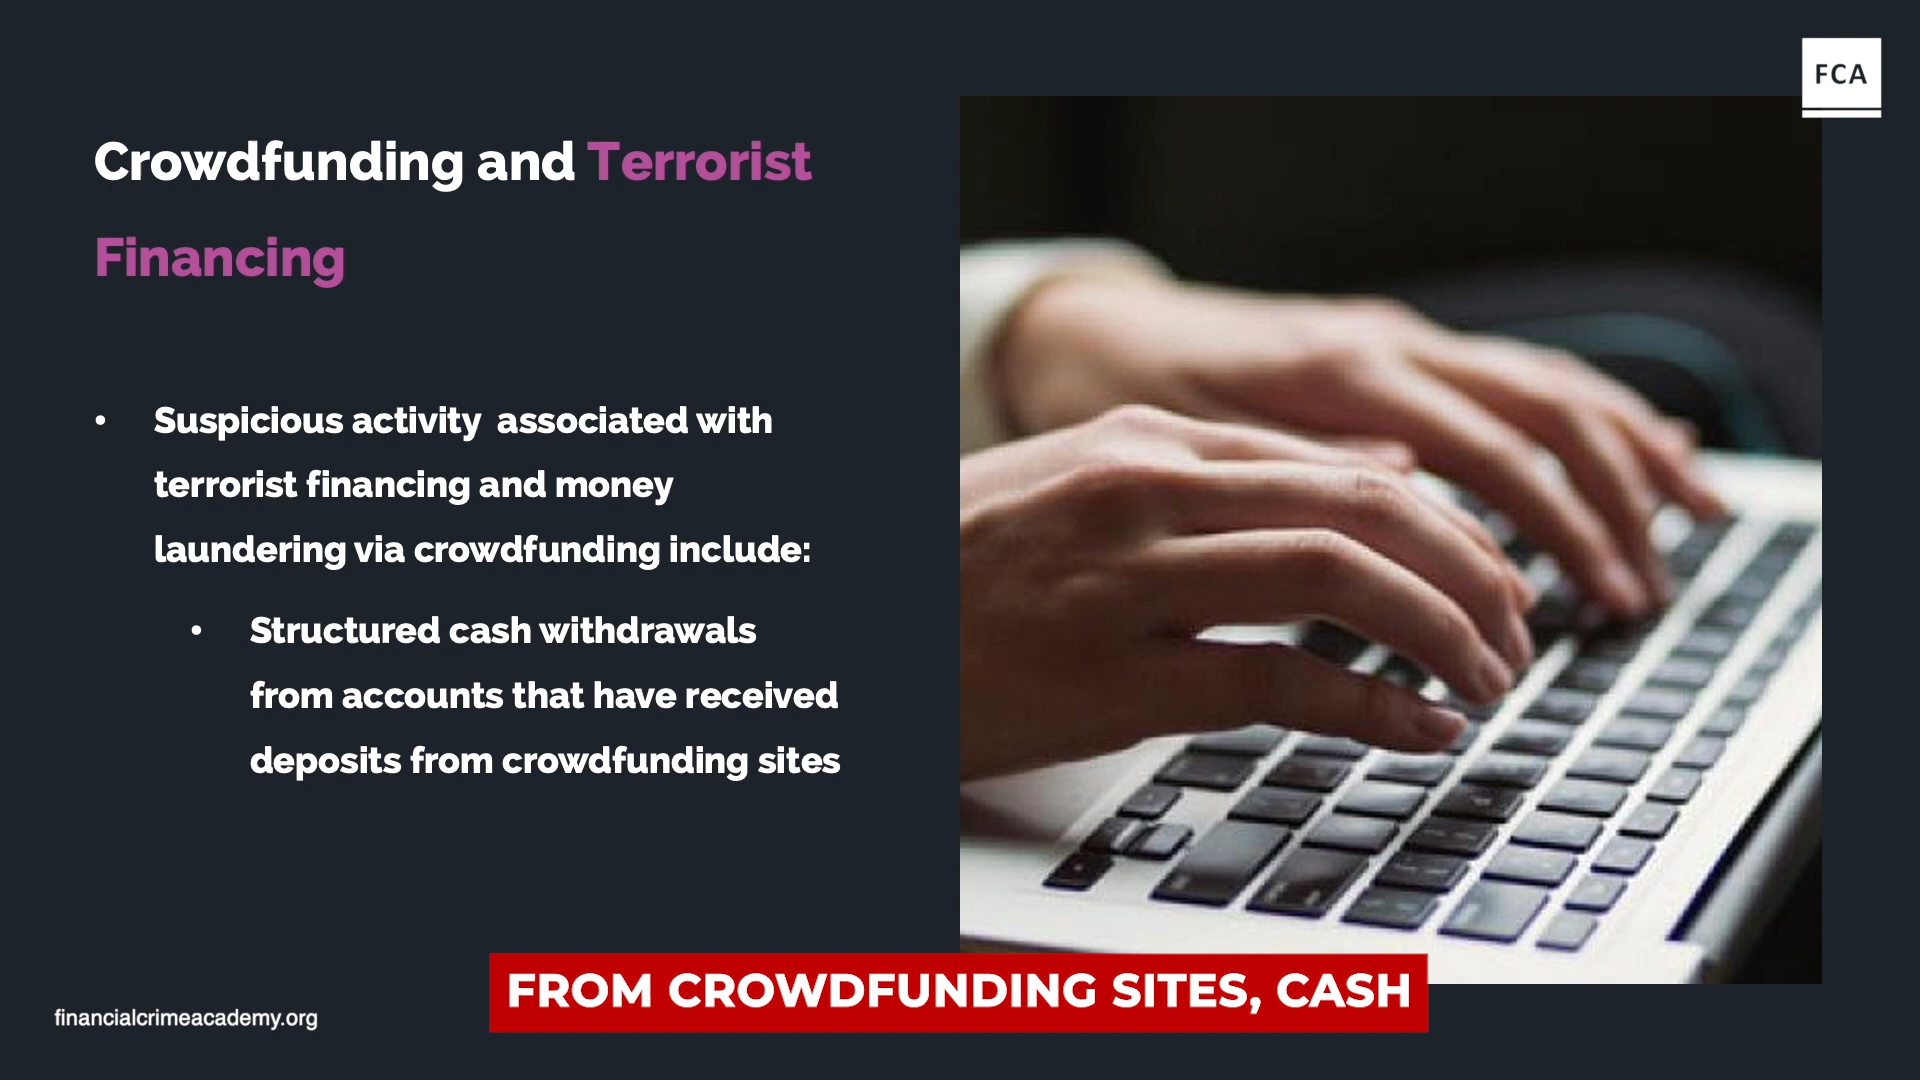 FCA
Crowdfunding and Terrorist
Financing
• Suspicious activity  associated with
terrorist financing and money
laundering via crowdfunding include:
• Structured cash withdrawals
from accounts that have received
deposits from crowdfunding sites
FROM CROWDFUNDING SITES, CASH
financialcrimeacademy.org